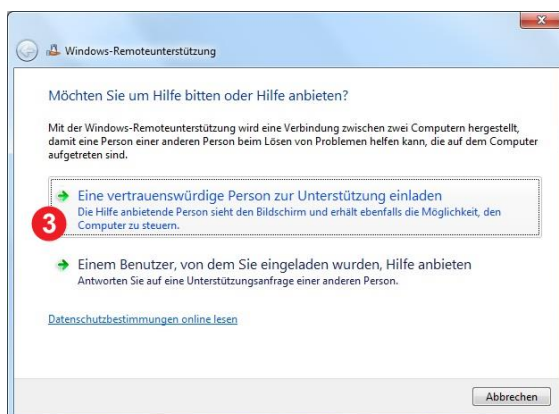 Windows-Remoteunterstützung
Möchten Sie um Hilfe bitten oder Hilfe anbieten?
Mit der Windows-Remoteunterstützung wird eine Verbindung zwischen zwei Computern hergestellt,
damit eine Person einer anderen Person beim Lösen von Problemen helfen kann, die auf dem Computer
aufgetreten sind.
Eine vertrauenswürdige Person zur Unterstützung einladen
Die Hilfe anbietende Person sieht den Bildschirm und erhält ebenfalls die Möglichkeit, den
Computer zu steuern.
3
Einem Benutzer, von dem Sie eingeladen wurden, Hilfe anbieten
Antworten Sie auf eine Unterstützungsanfrage einer anderen Person.
Datenschutzbestimmungen online lesen
Abbrechen